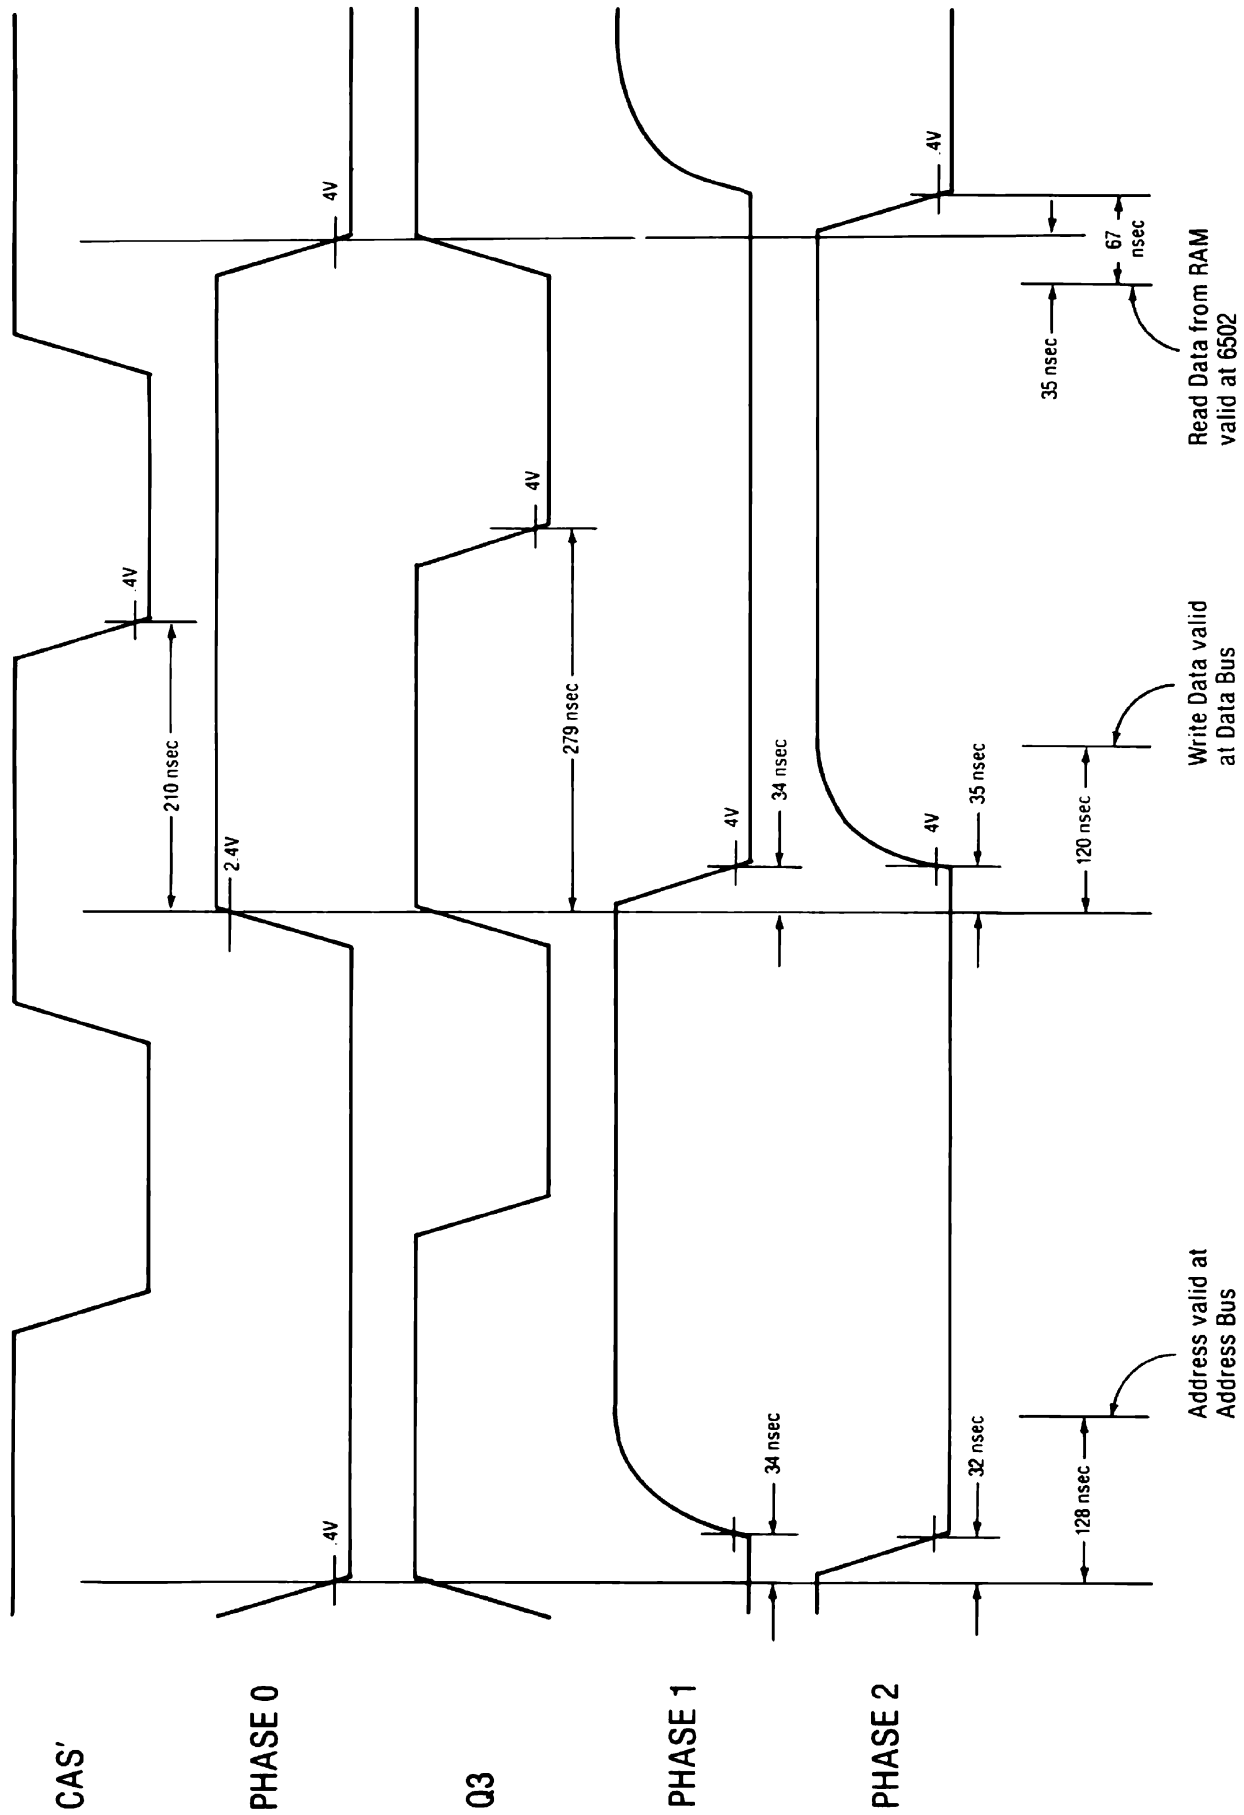 CAS'
PHASE 0
Q3
PHASE 1
PHASE 2
.4V
210 nsec
.4V
2.4V
.4V
279 nsec
.4V
34 nsec
34 nsec
4V
32 nsec
35 nsec
4V
.4V
128 nsec
120 nsec
35 nsec
67
nsec
Address valid at
Address Bus
Write Data valid
at Data Bus
Read Data from RAM
valid at 6502